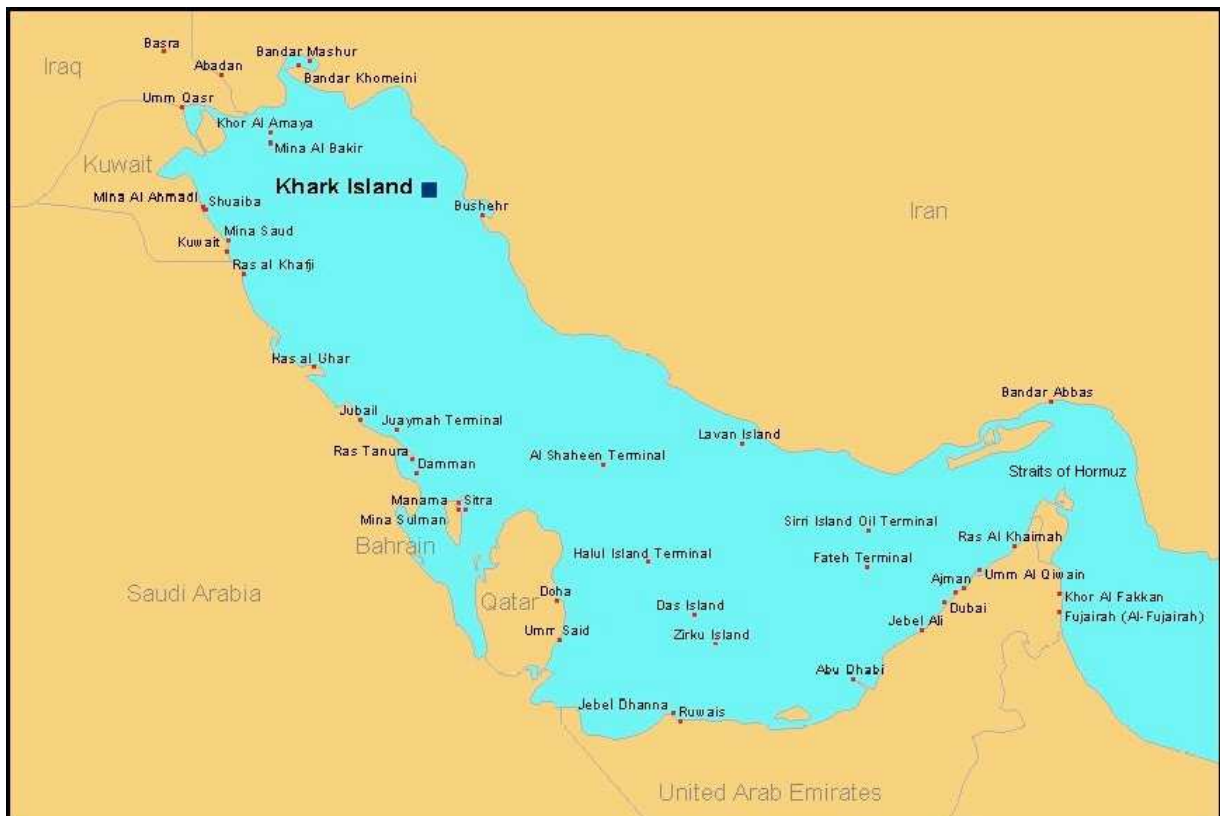 Basra
Bandar Mashur
Iraq
Abadan
Bandar Khomeini
Umm Qasr
Khor Al Amaya
Mina Al Bakir
Kuwait
Khark Island
Mina Al Ahmadi
Shuaiba
Bushehr
Iran
Mina Saud
Kuwait
Ras al Khafji
Ras al Ghar
Bandar Abbas
Jubail
Juaymah Terminal
Lavan Island
Ras Tanura
Damman
Al Shaheen Terminal
Straits of Hormuz
Manama
Sitra
Mina Sulman
Sirri Island Oil Terminal
Bahrain
Ras Al Khaimah
Halul Island Terminal
Fateh Terminal
Umm Al Qiwain
Ajman
Saudi Arabia
Doha
Qatar
Das Island
Dubai
Khor Al Fakkan
Fujairah (Al-Fujairah)
Jebel Ali
Umm Said
Zirku Island
Abu Dhabi
Jebel Dhanna
Ruwais
United Arab Emirates